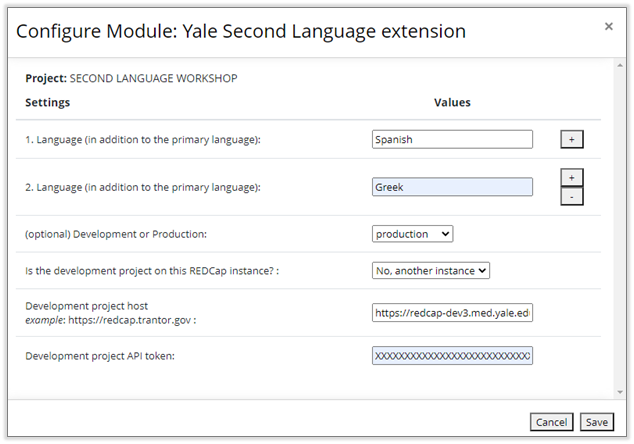 Configure Module: Yale Second Language extension ×
Project: SECOND LANGUAGE WORKSHOP
Settings Values
1. Language (in addition to the primary language): Spanish +
2. Language (in addition to the primary language): Greek +
-
(optional) Development or Production: production
Is the development project on this REDCap instance? : No, another instance
Development project host
example: https://redcap.trantor.gov : https://redcap-dev3.med.yale.ed
Development project API token: XXXXXXXXXXXXXXXXXXXXXXXXXXXX
Cancel Save